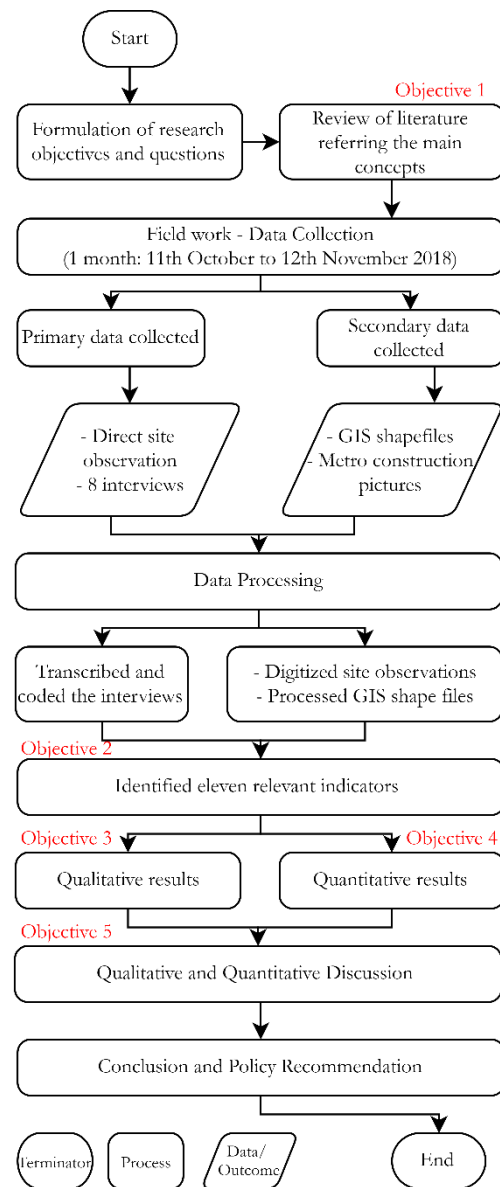 Start
Objective 1
Formulation of research
objectives and questions
Review of literature
referring the main
concepts
Field work - Data Collection
(1 month: 11th October to 12th November 2018)
Primary data collected
Secondary data
collected
- Direct site
observation
- 8 interviews
- GIS shapefiles
- Metro construction
pictures
Data Processing
Transcribed and
coded the interviews
- Digitized site observations
- Processed GIS shape files
Objective 2
Identified eleven relevant indicators
Objective 3
Objective 4
Qualitative results
Quantitative results
Objective 5
Qualitative and Quantitative Discussion
Conclusion and Policy Recommendation
Terminator
Process
Data/
Outcome
End